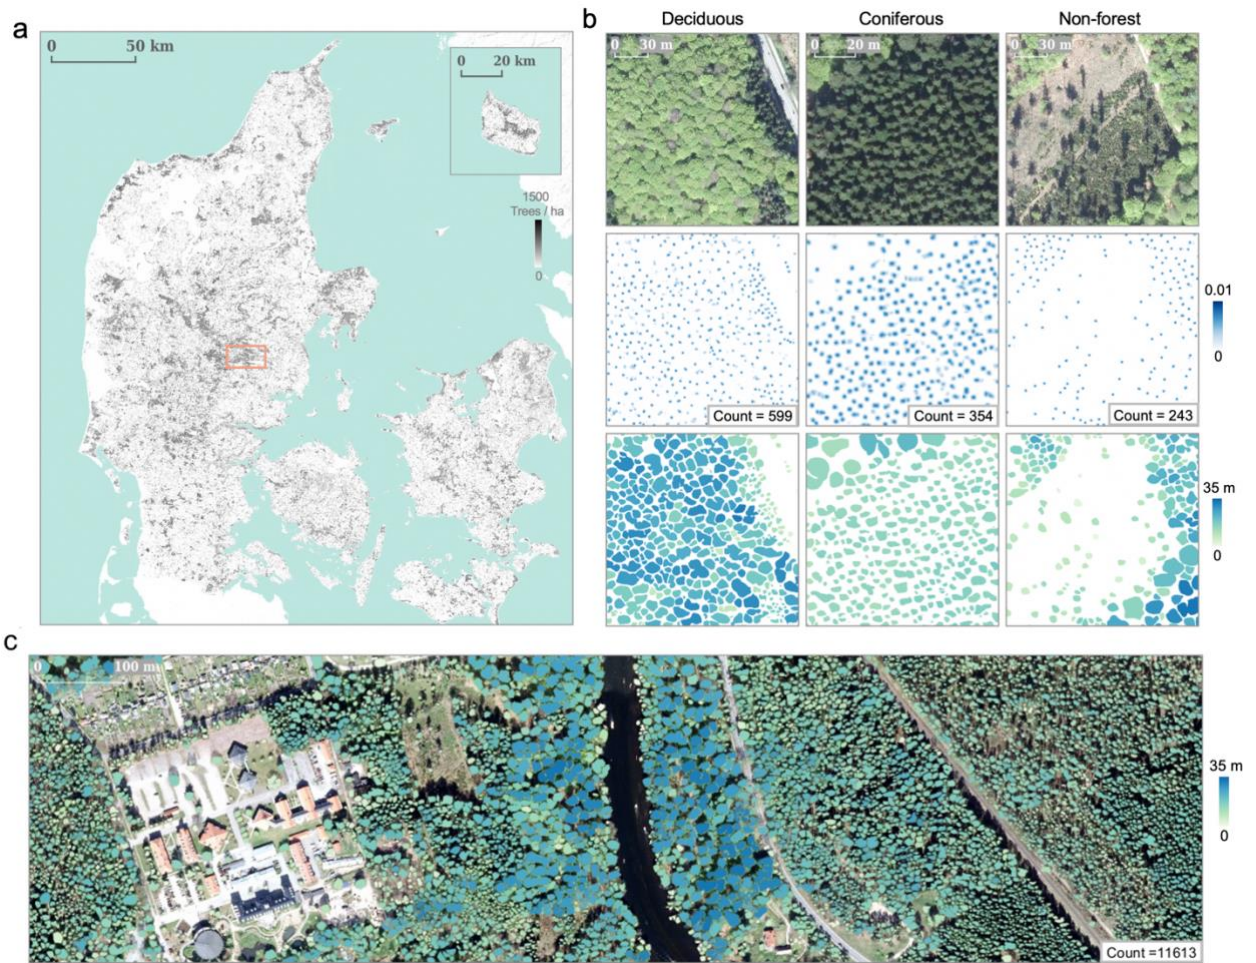 a
0 50 km
0 20 km
1500
Trees / ha
0
b
Deciduous Coniferous Non-forest
0 30 m 0 20 m 0 30 m
0.01
0
Count = 599 Count = 354 Count = 243
35 m
0
c
0 100 m
35 m
0
Count =11613